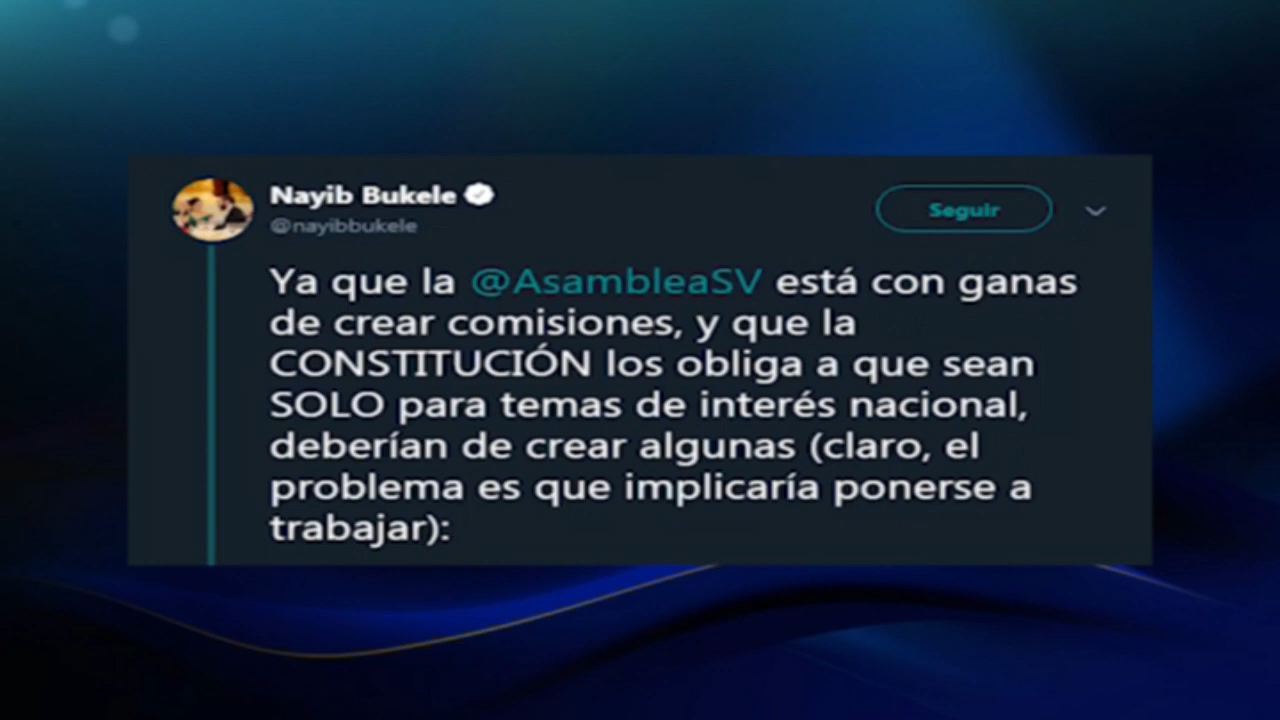 Nayib Bukele
@nayibbukele
Seguir
Ya que la @AsambleaSV está con ganas
de crear comisiones, y que la
CONSTITUCIÓN los obliga a que sean
SOLO para temas de interés nacional,
deberían de crear algunas (claro, el
problema es que implicaría ponerse a
trabajar):